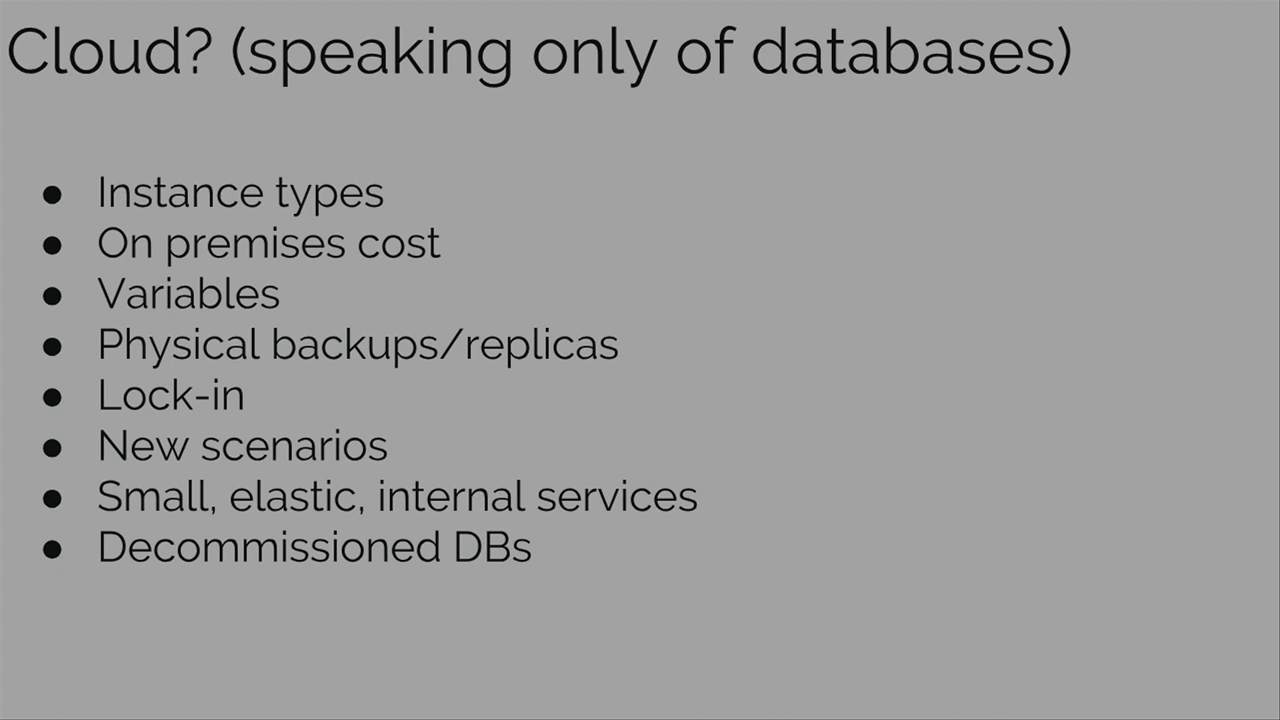 Cloud? (speaking only of databases)
● Instance types
● On premises cost
● Variables
● Physical backups/replicas
● Lock-in
● New scenarios
● Small, elastic, internal services
● Decommissioned DBs